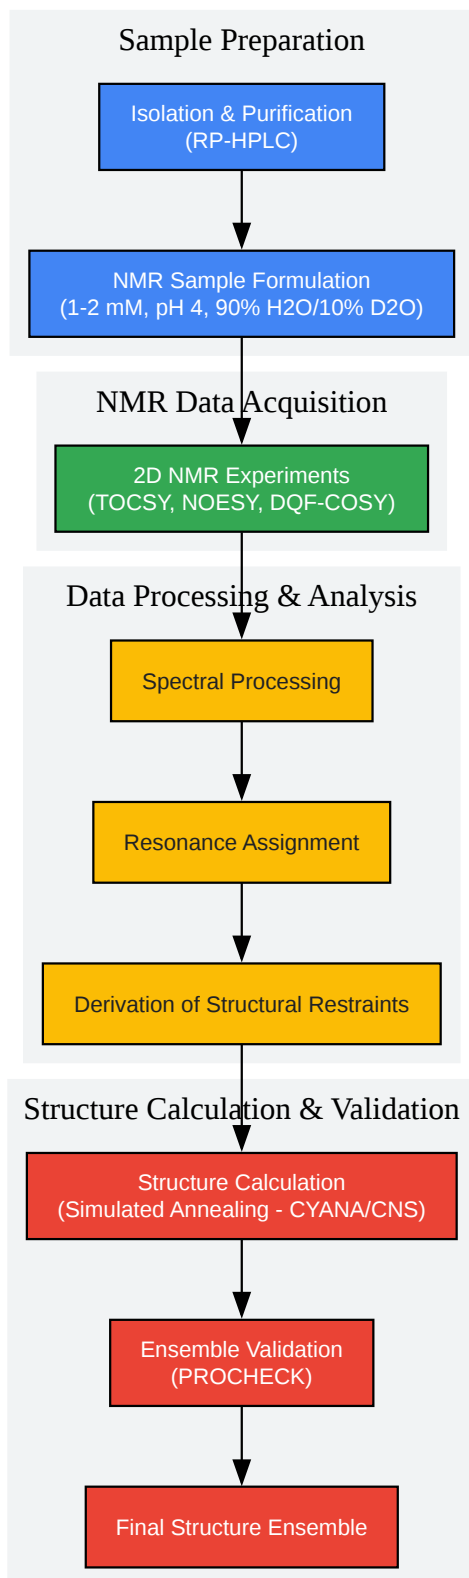 Sample Preparation
Isolation & Purification
(RP-HPLC)
NMR Sample Formulation
(1-2 mM, pH 4, 90% H2O/10% D2O)
NMR Data Acquisition
2D NMR Experiments
(TOCSY, NOESY, DQF-COSY)
Data Processing & Analysis
Spectral Processing
Resonance Assignment
Derivation of Structural Restraints
Structure Calculation & Validation
Structure Calculation
(Simulated Annealing - CYANA/CNS)
Ensemble Validation
(PROCHECK)
Final Structure Ensemble